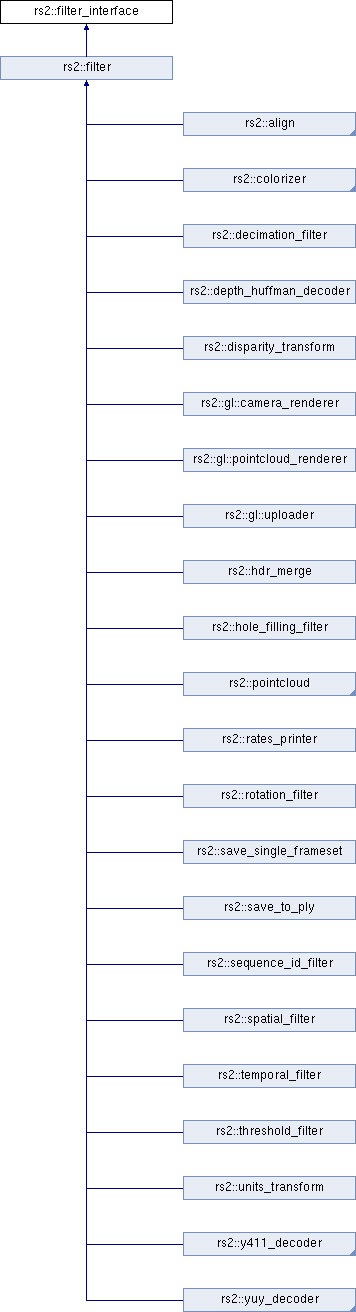 rs2::filter_interface
rs2::filter
rs2::align
rs2::colorizer
rs2::decimation_filter
rs2::depth_huffman_decoder
rs2::disparity_transform
rs2::gl::camera_renderer
rs2::gl::pointcloud_renderer
rs2::gl::uploader
rs2::hdr_merge
rs2::hole_filling_filter
rs2::pointcloud
rs2::rates_printer
rs2::rotation_filter
rs2::save_single_frameset
rs2::save_to_ply
rs2::sequence_id_filter
rs2::spatial_filter
rs2::temporal_filter
rs2::threshold_filter
rs2::units_transform
rs2::y411_decoder
rs2::yuy_decoder